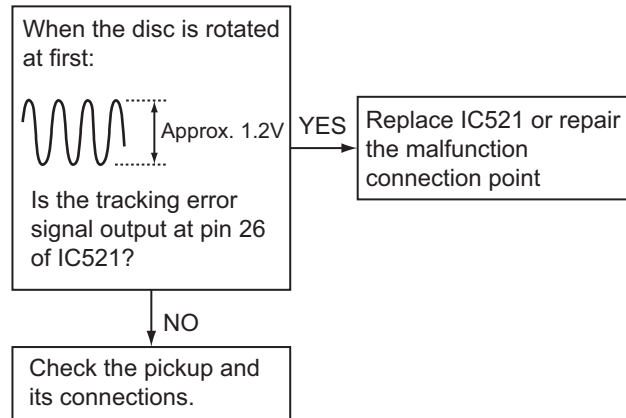 When the disc is rotated
at first:
Approx. 1.2V
Is the tracking error
signal output at pin 26
of IC521?
YES
Replace IC521 or repair
the malfunction
connection point
NO
Check the pickup and
its connections.